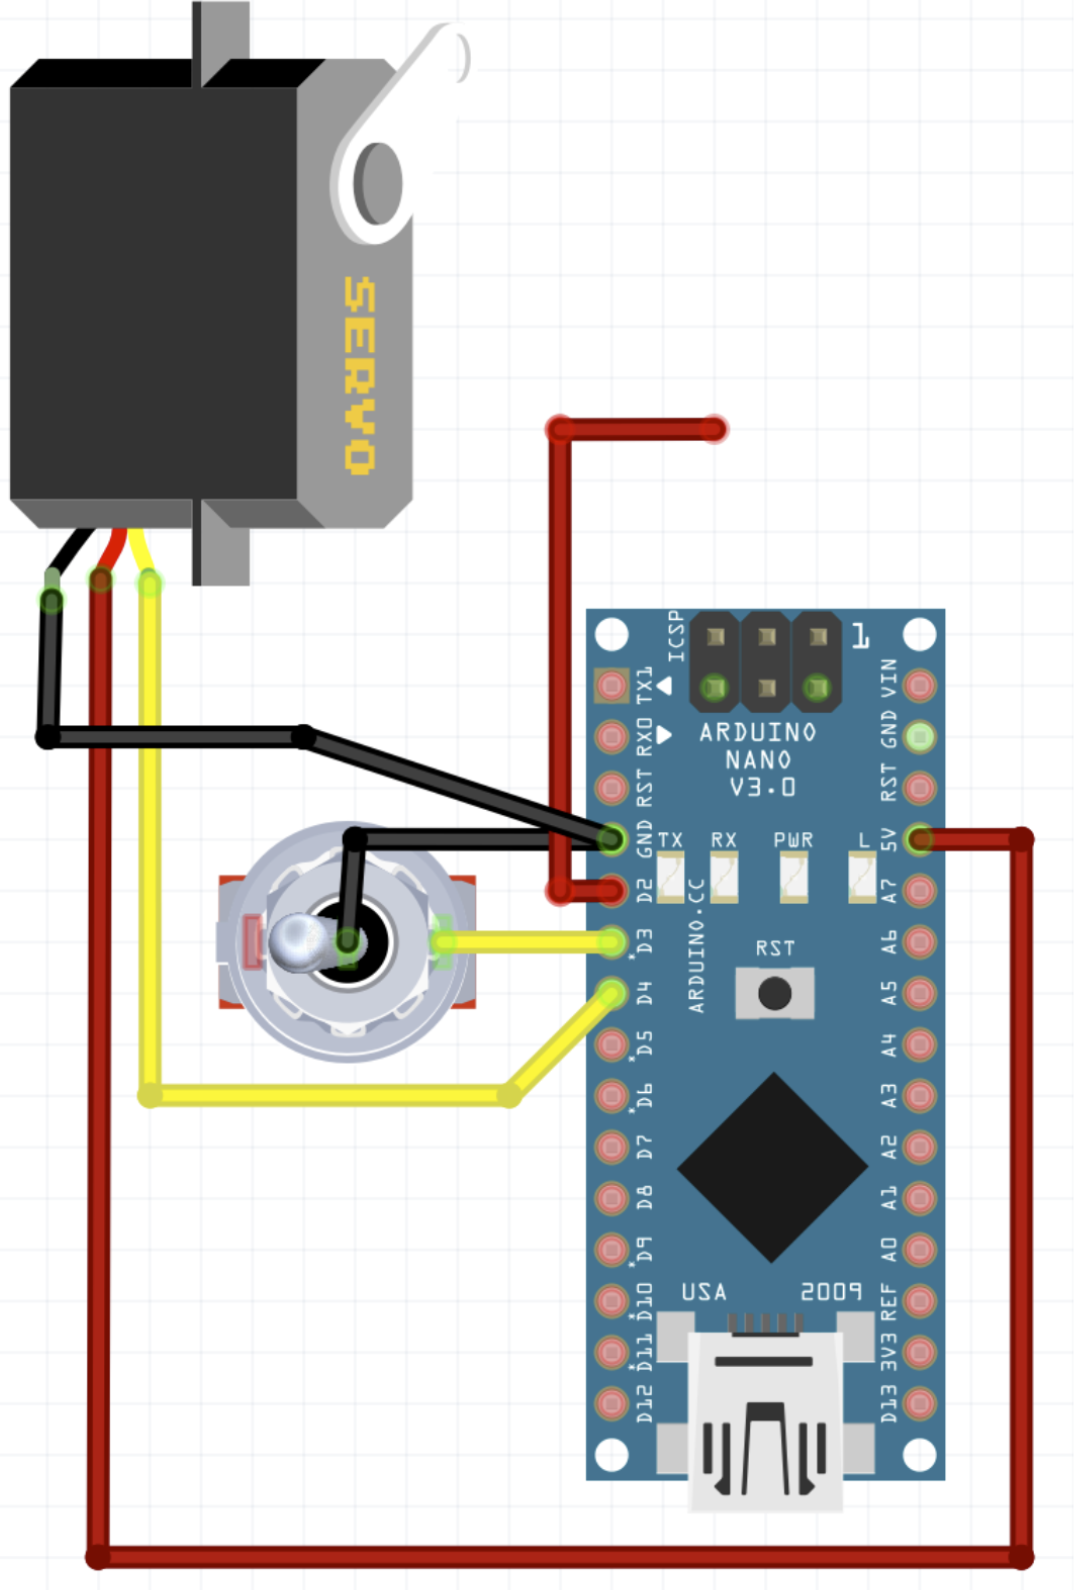 SERVO
ICSP
1
TX1
RX0
RST
GND
D2
*D3
D4
*D5
*D6
D7
D8
*D9
*D10
*D11
D12
ARDUINO
NANO
V3.0
TX
RX
PWR
L
ARDUINO.CC
RST
USA
2009
VIN
GND
RST
5V
A7
A6
A5
A4
A3
A2
A1
A0
REF
3V3
D13